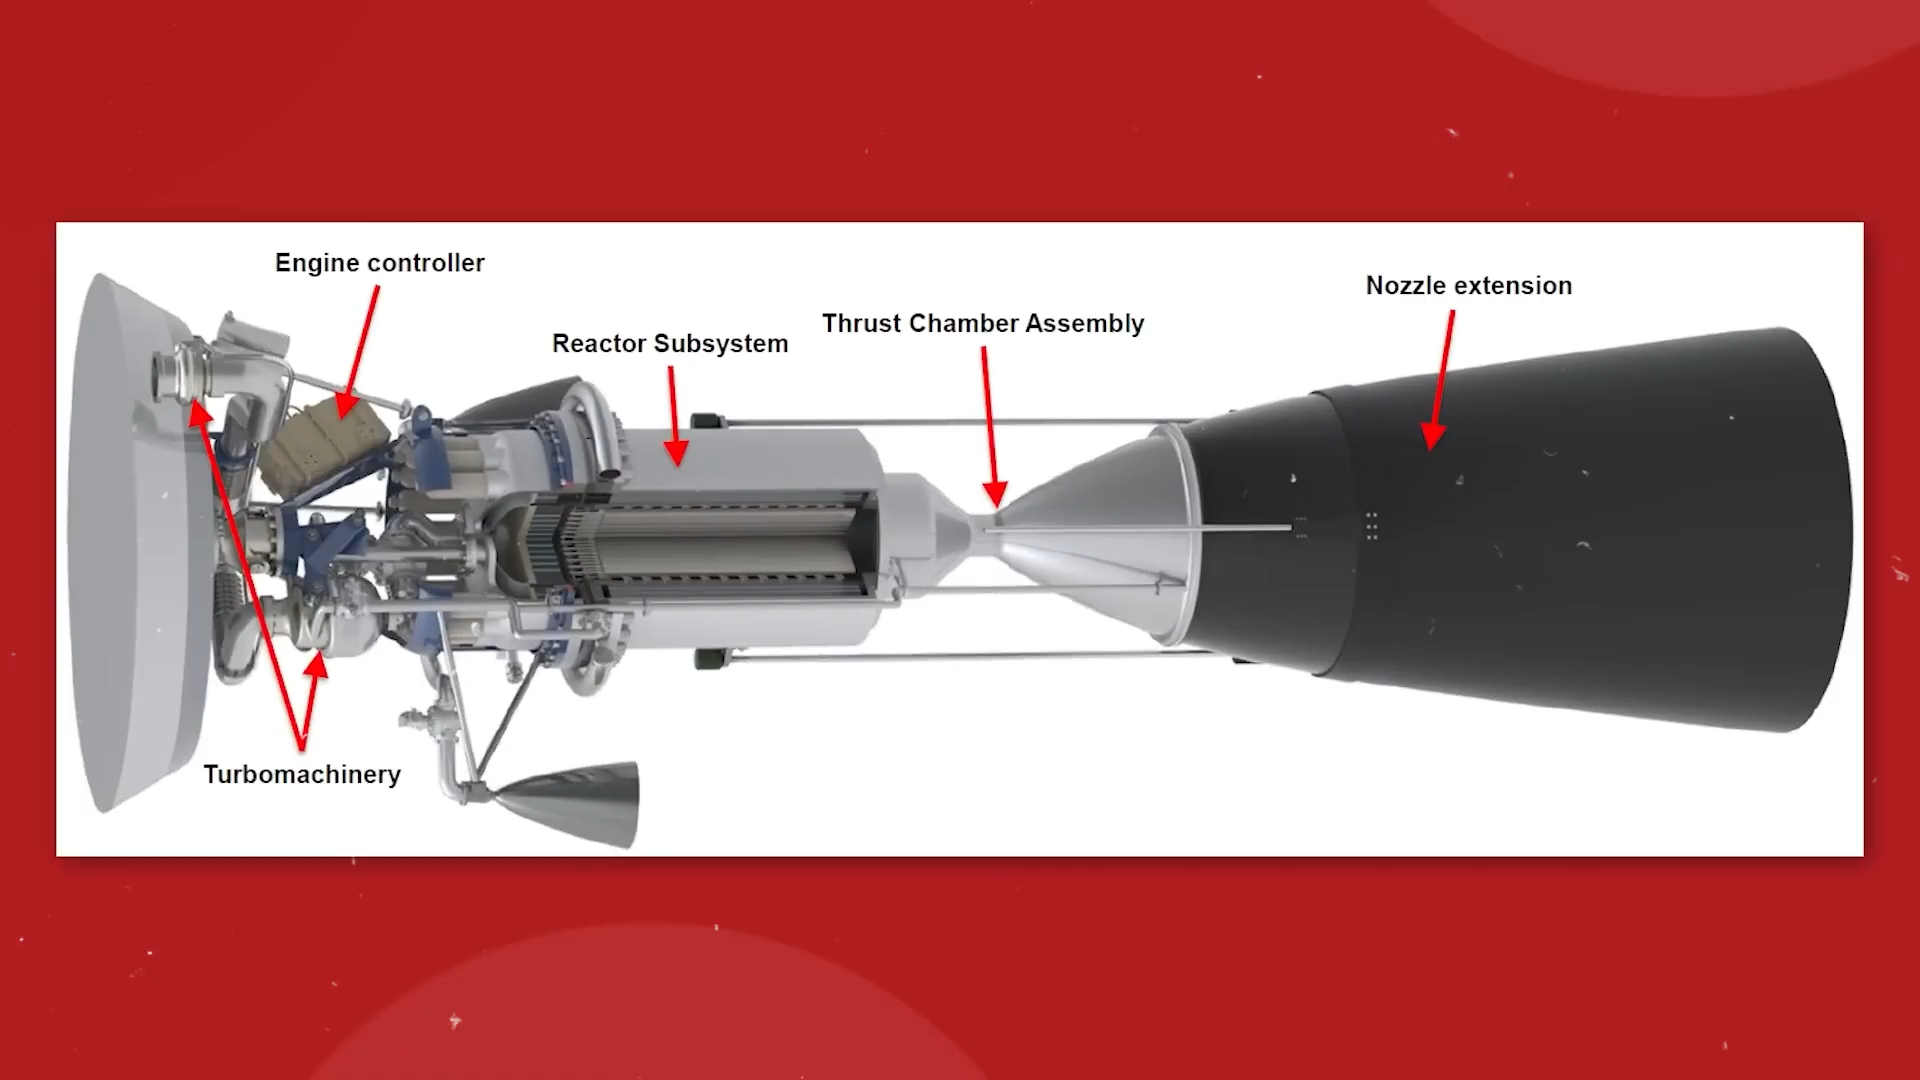 Engine controller
Nozzle extension
Thrust Chamber Assembly
Reactor Subsystem
Turbomachinery